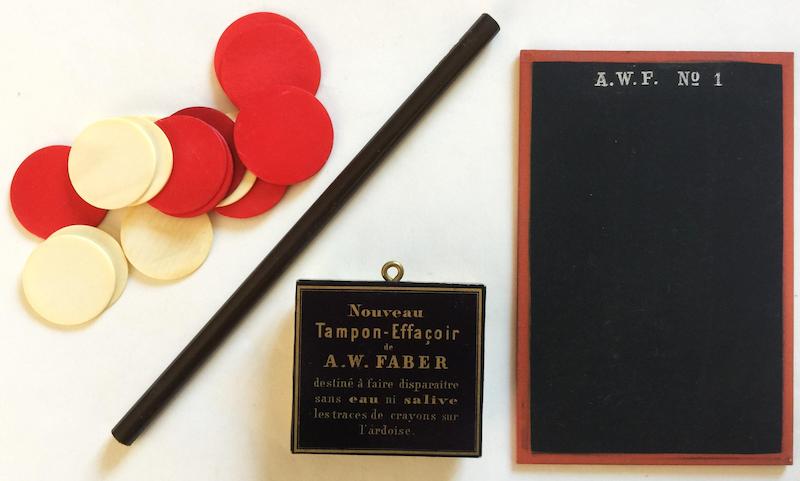 A.W.F. Nº 1
Nouveau
Tampon-Effaçoir
de
A.W. FABER
destiné à faire disparaitre
sans eau ni salive
les traces de crayons sur
l'ardoise.